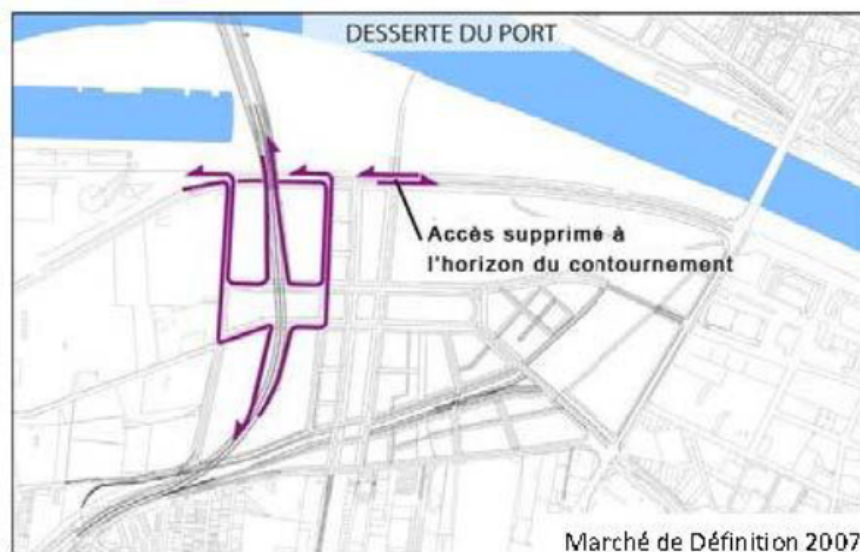 DESSERTE DU PORT
Accès supprimé à
l'horizon du contournement
Marché de Définition 2007